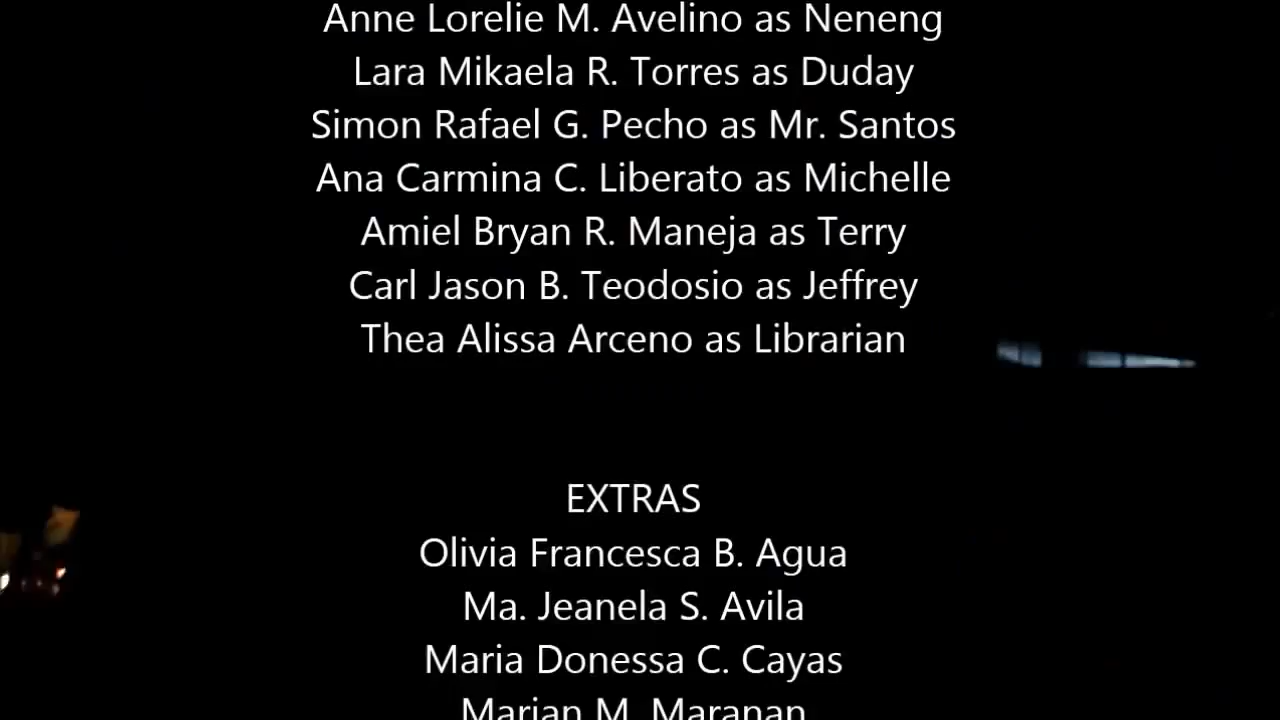 Anne Lorelie M. Avelino as Neneng
Lara Mikaela R. Torres as Duday
Simon Rafael G. Pecho as Mr. Santos
Ana Carmina C. Liberato as Michelle
Amiel Bryan R. Maneja as Terry
Carl Jason B. Teodosio as Jeffrey
Thea Alissa Arceno as Librarian
EXTRAS
Olivia Francesca B. Agua
Ma. Jeanela S. Avila
Maria Donessa C. Cayas
Marian M. Maranan